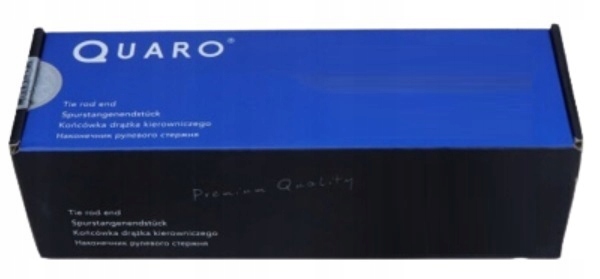 QUARO®
Tie rod end
Spurstangenendstück
Końcówka drążka kierowniczego
Наконечник рулевого стержня
Premium Quality
Tie rod end
Spurstangenendstück
Końcówka drążka kierowniczego
Наконечник рулевого стержня